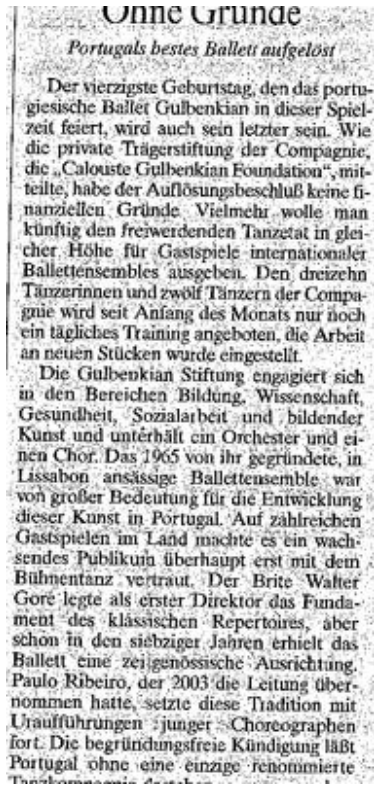 Ohne Gründe
Portugals bestes Ballett aufgelöst
Der vierzigste Geburtstag, den das portu-
giesische Ballet Gulbenkian in dieser Spiel-
zeit feiert, wird auch sein letzter sein. Wie
die private Trägerstiftung der Compagnie,
die „Calouste Gulbenkian Foundation“, mit-
teilte, habe der Auflösungsbeschluß keine fi-
nanziellen Gründe. Vielmehr wolle man
künftig den freiwerdenden Tanzetat in glei-
cher Höhe für Gastspiele internationaler
Ballettensembles ausgeben. Den dreizehn
Tänzerinnen und zwölf Tänzern der Compa-
gnie wird seit Anfang des Monats nur noch
ein tägliches Training angeboten, die Arbeit
an neuen Stücken wurde eingestellt.
Die Gulbenkian Stiftung engagiert sich
in den Bereichen Bildung, Wissenschaft,
Gesundheit, Sozialarbeit und bildender
Kunst und unterhält ein Orchester und ei-
nen Chor. Das 1965 von ihr gegründete, in
Lissabon ansässige Ballettensemble war
von großer Bedeutung für die Entwicklung
dieser Kunst in Portugal. Auf zahlreichen
Gastspielen im Land machte es ein wach-
sendes Publikum überhaupt erst mit dem
Bühnentanz vertraut. Der Brite Walter
Gore legte als erster Direktor das Funda-
ment des klassischen Repertoires, aber
schon in den siebziger Jahren erhielt das
Ballett eine zeitgenössische Ausrichtung.
Paulo Ribeiro, der 2003 die Leitung über-
nommen hatte, setzte diese Tradition mit
Uraufführungen junger Choreographen
fort. Die begründungsfreie Kündigung läßt
Portugal ohne eine einzige renommierte